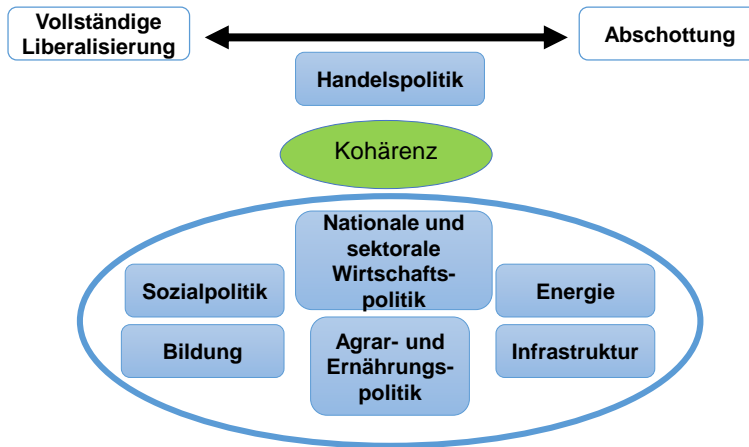 Vollständige
Liberalisierung
Abschottung
Handelspolitik
Kohärenz
Nationale und
sektorale
Wirtschafts-
politik
Sozialpolitik
Energie
Bildung
Agrar- und
Ernährungs-
politik
Infrastruktur